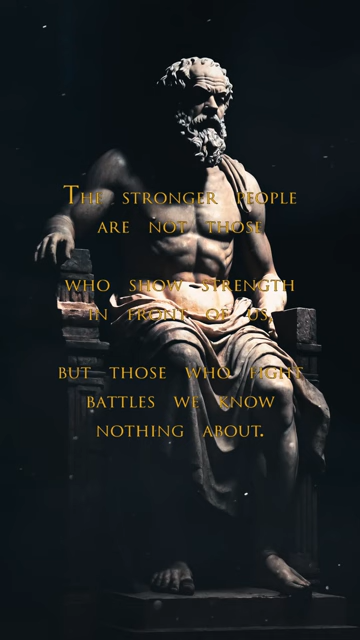 The stronger people
are not those
who show strength
in front of us,
but those who fight
battles we know
nothing about.